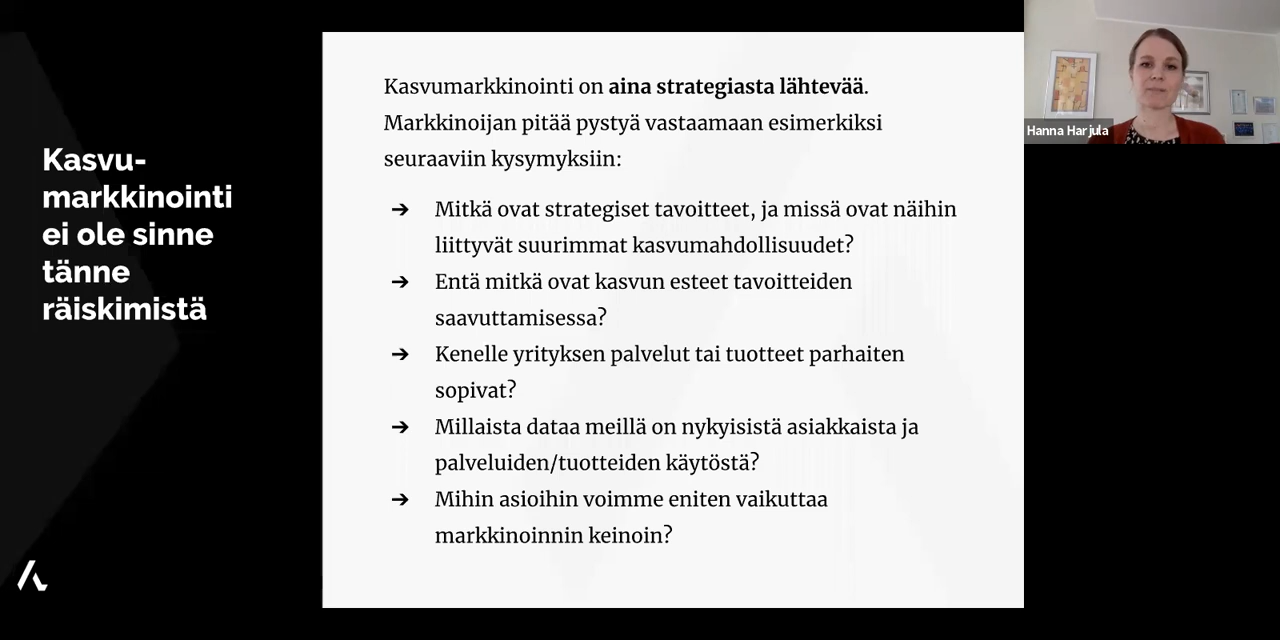 Kasvu-
markkinointi
ei ole sinne
tänne
räiskimistä
Kasvumarkkinointi on aina strategiasta lähtevää.
Markkinoijan pitää pystyä vastaamaan esimerkiksi
seuraaviin kysymyksiin:
➔ Mitkä ovat strategiset tavoitteet, ja missä ovat näihin
liittyvät suurimmat kasvumahdollisuudet?
➔ Entä mitkä ovat kasvun esteet tavoitteiden
saavuttamisessa?
➔ Kenelle yrityksen palvelut tai tuotteet parhaiten
sopivat?
➔ Millaista dataa meillä on nykyisistä asiakkaista ja
palveluiden/tuotteiden käytöstä?
➔ Mihin asioihin voimme eniten vaikuttaa
markkinoinnin keinoin?
Hanna Harjula